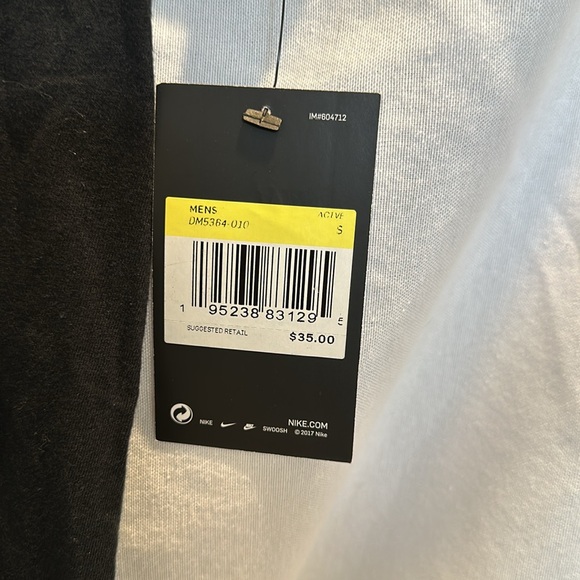 IM#604712
MENS ACTIVE
DM5364-010 S
1 95238 83129 5
SUGGESTED RETAIL $35.00
NIKE SWOOSH NIKE.COM
© 2017 Nike